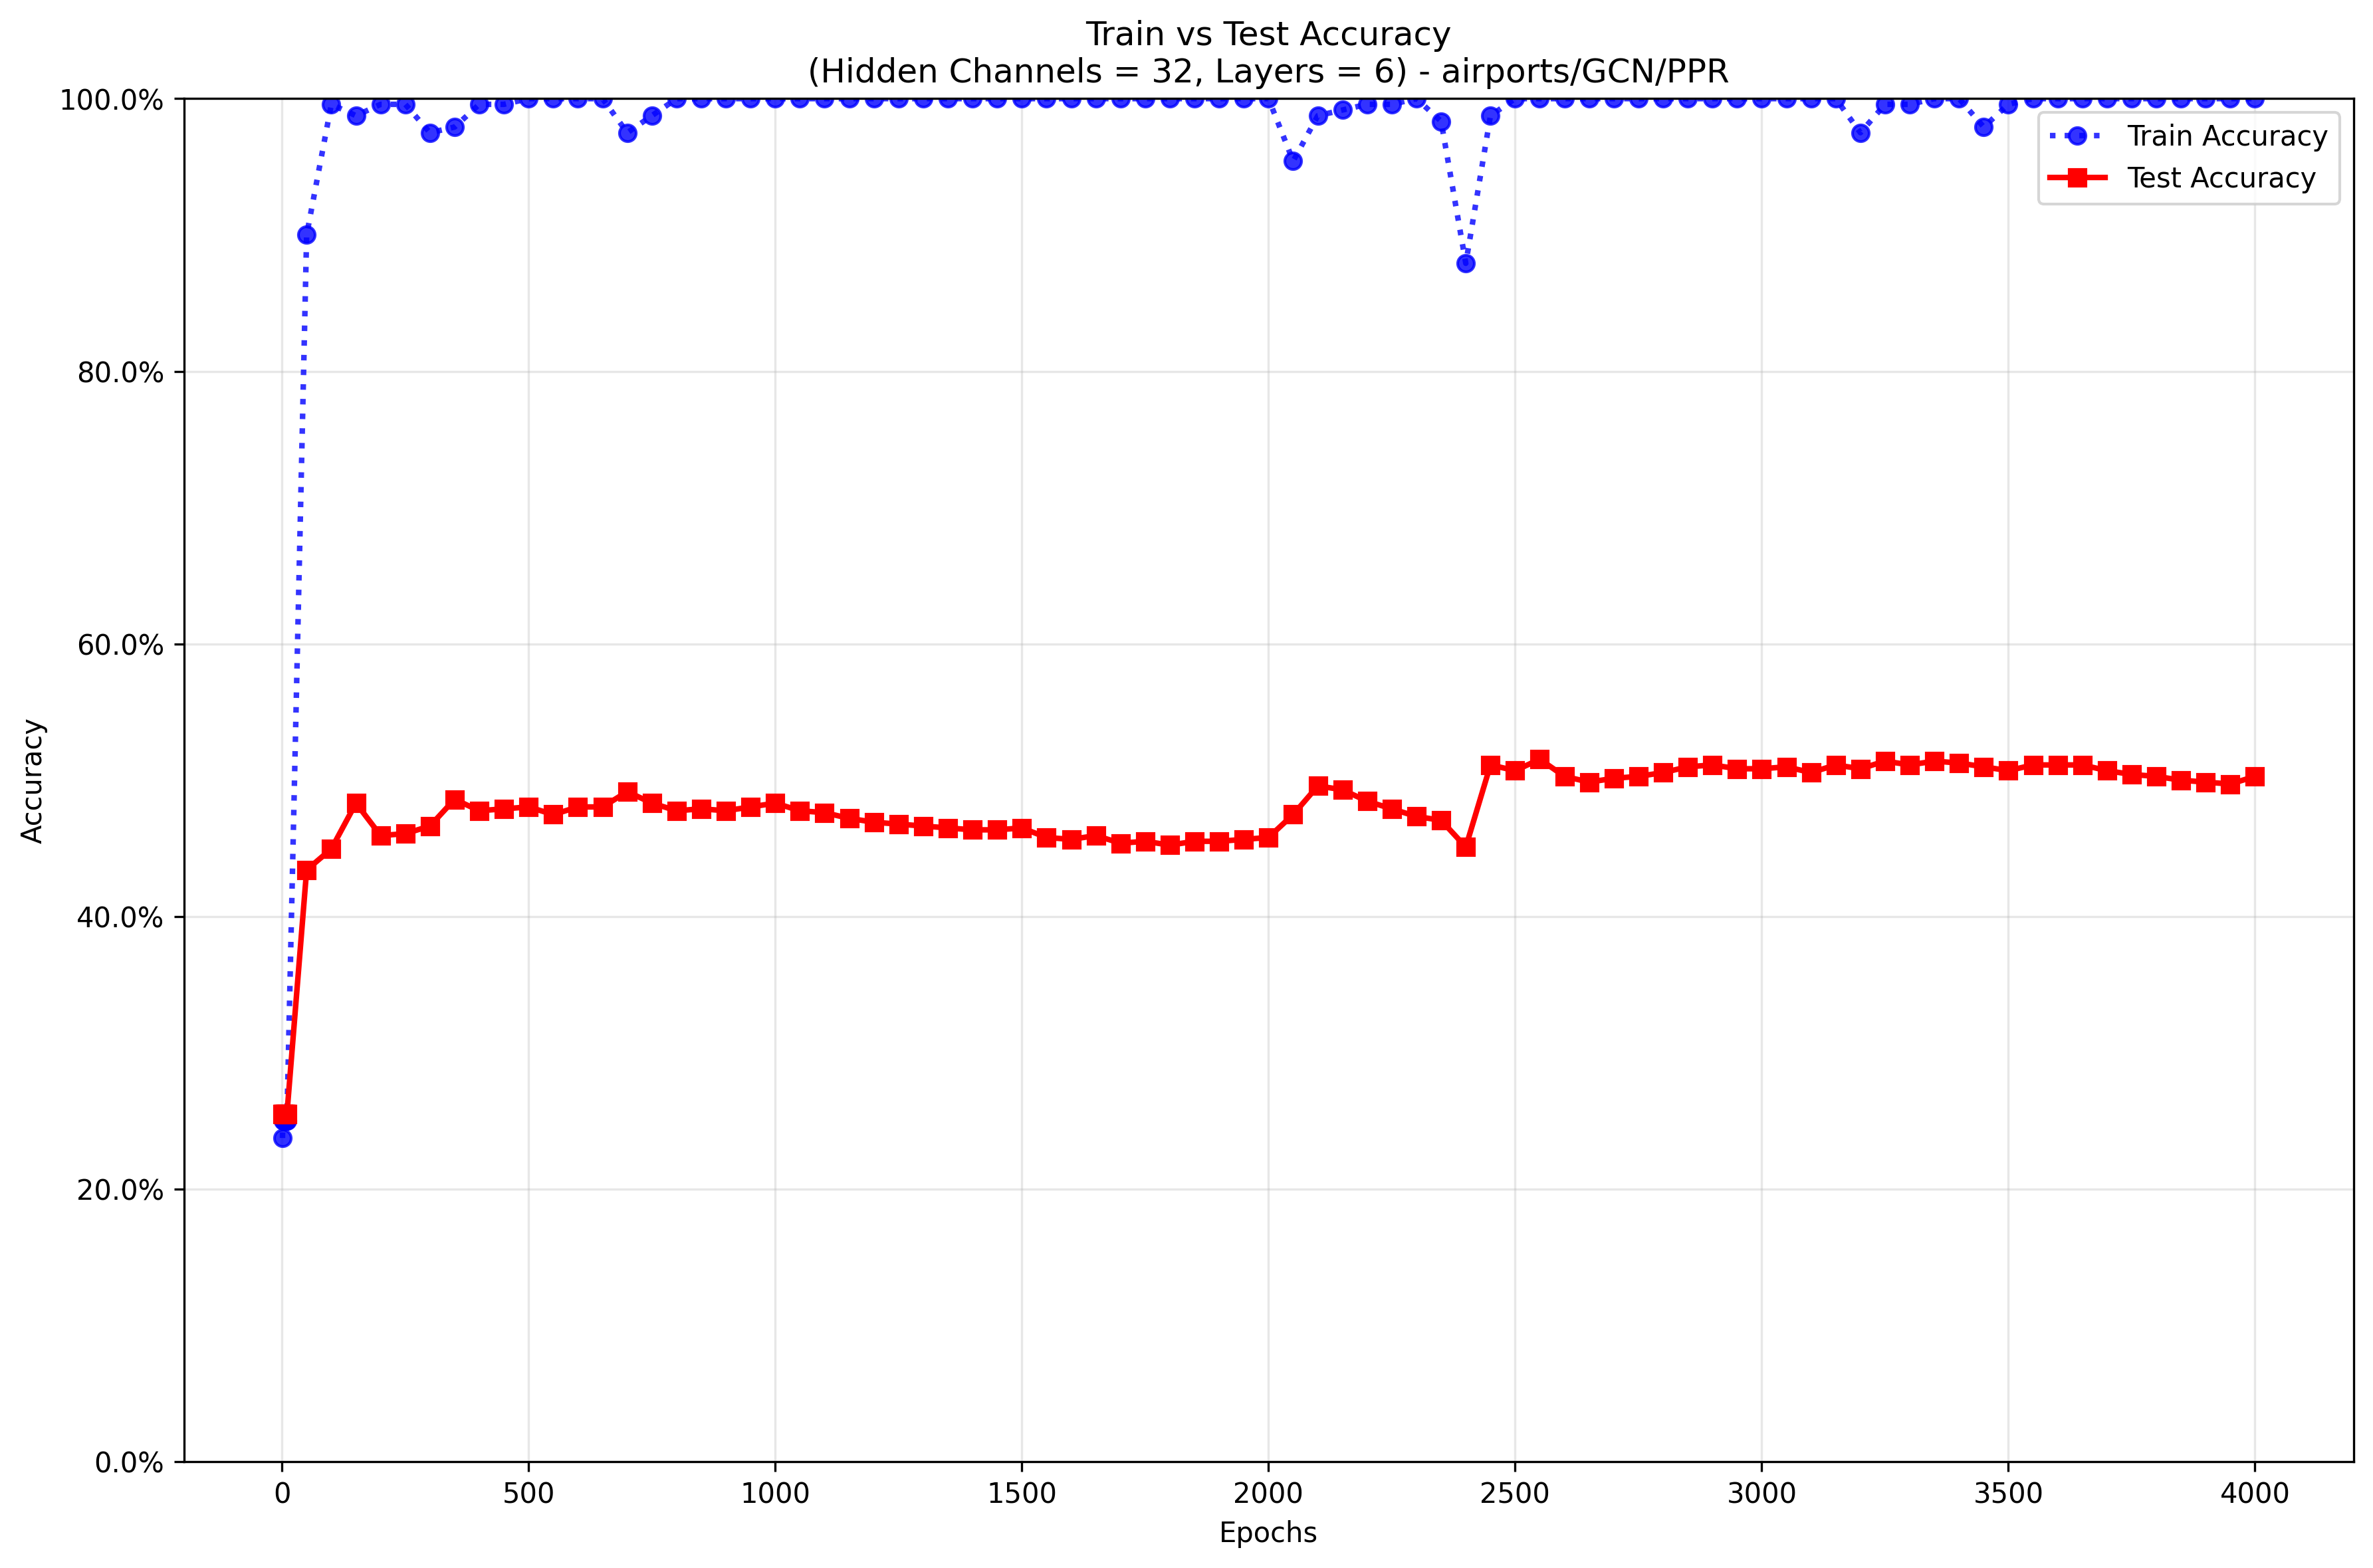 Train vs Test Accuracy
(Hidden Channels = 32, Layers = 6) - airports/GCN/PPR
100.0%
80.0%
60.0%
40.0%
20.0%
0.0%
Accuracy
Train Accuracy
Test Accuracy
0 500 1000 1500 2000 2500 3000 3500 4000
Epochs